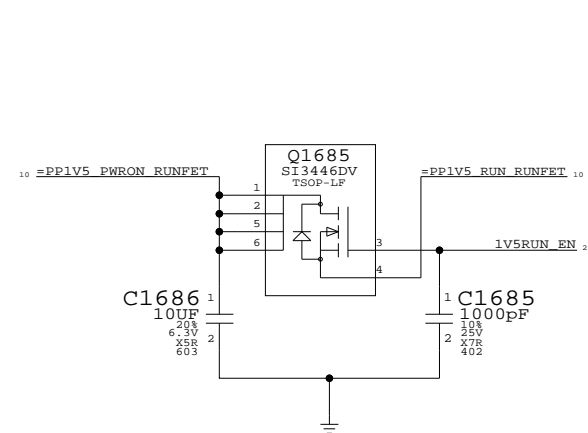 Q1685
SI3446DV
TSOP-LF
10 =PP1V5_PWRON_RUNFET
=PP1V5_RUN_RUNFET 10
1
2
5
6
3
4
1V5RUN_EN 2
C1686
10UF
20%
6.3V
X5R
603
1
2
C1685
1000pF
10%
25V
X7R
402
1
2